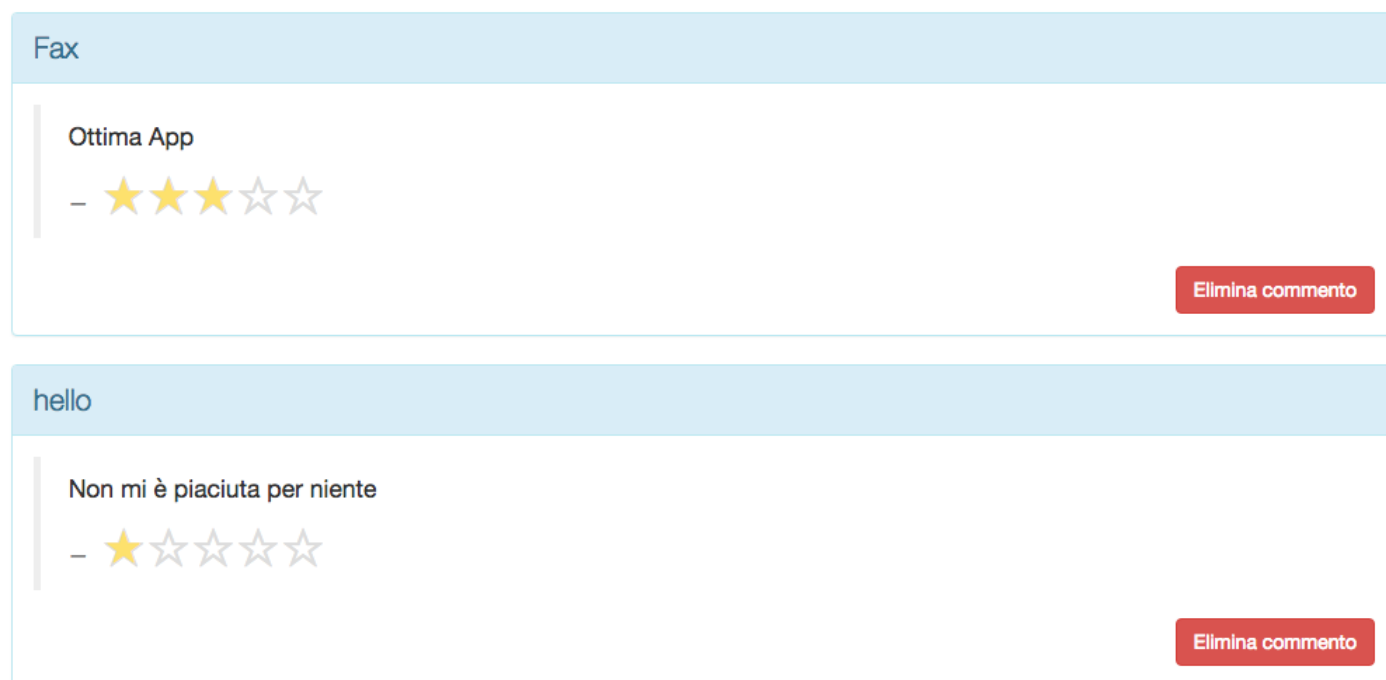 Fax
Ottima App
– ★★★☆☆
Elimina commento
hello
Non mi è piaciuta per niente
– ★☆☆☆☆
Elimina commento